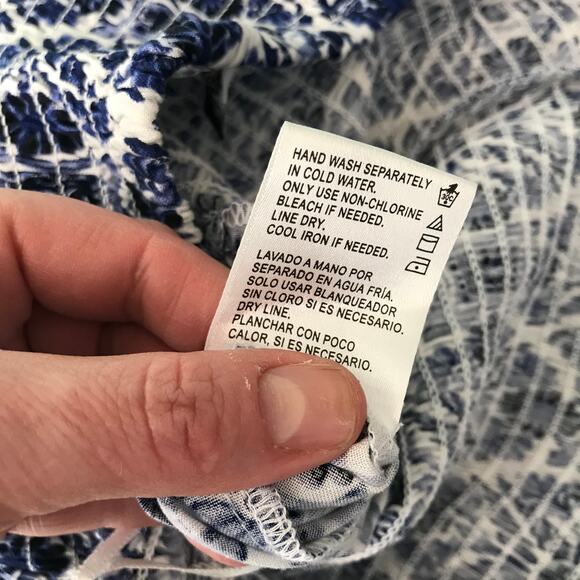 HAND WASH SEPARATELY
IN COLD WATER.
ONLY USE NON-CHLORINE
BLEACH IF NEEDED.
LINE DRY.
COOL IRON IF NEEDED.
LAVADO A MANO POR
SEPARADO EN AGUA FRÍA.
SOLO USAR BLANQUEADOR
SIN CLORO SI ES NECESARIO.
DRY LINE.
PLANCHAR CON POCO
CALOR, SI ES NECESARIO.